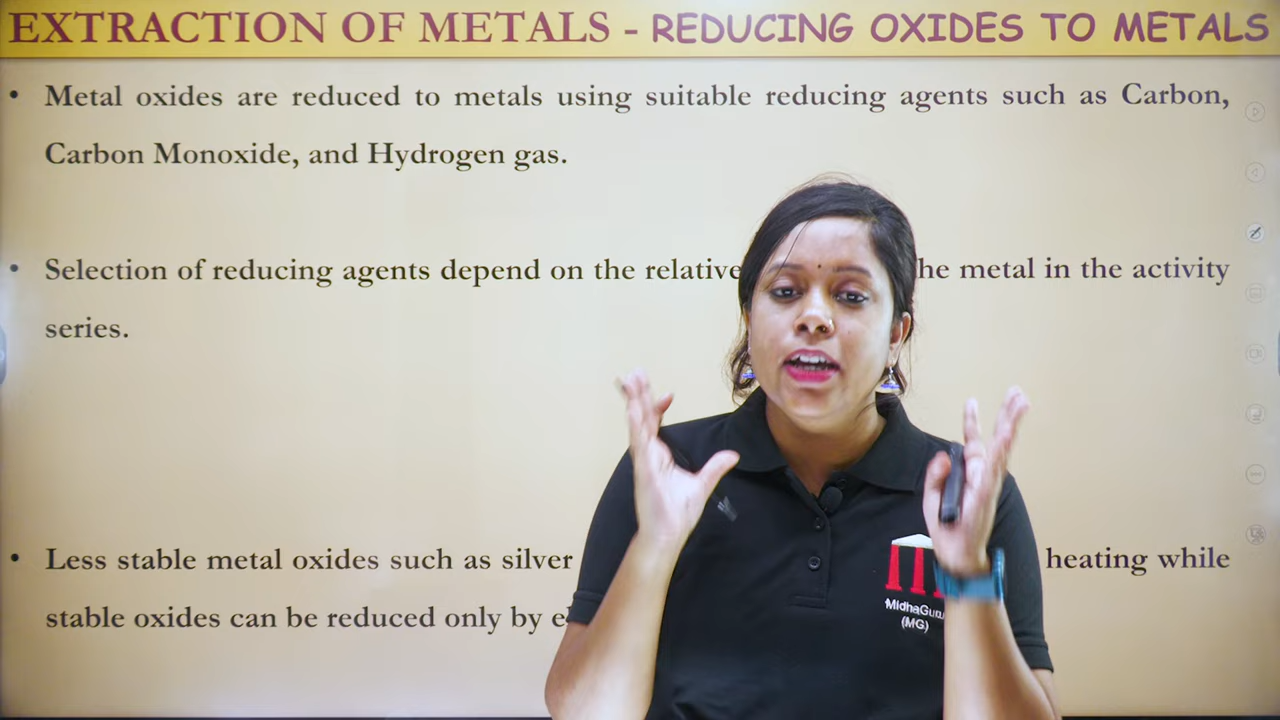 EXTRACTION OF METALS - REDUCING OXIDES TO METALS
• Metal oxides are reduced to metals using suitable reducing agents such as Carbon,
Carbon Monoxide, and Hydrogen gas.
• Selection of reducing agents depend on the relative he metal in the activity
series.
• Less stable metal oxides such as silver heating while
stable oxides can be reduced only by
MidhaGuru
(MG)